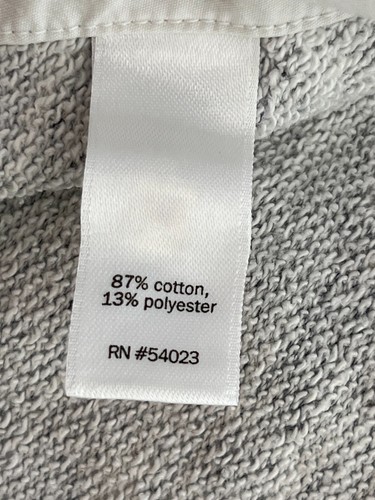 87% cotton,
13% polyester
RN #54023